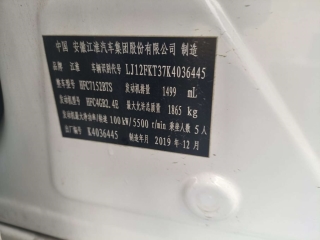 中国 安徽江淮汽车集团股份有限公司 制造
品牌 江淮 车辆识别代号 LJ12FKT37K4036445
整车型号 HFC7152BTS 发动机排量 1499 mL
发动机型号 HFC4GB2.4E 最大允许总质量 1865 kg
发动机最大净功率/转速 100 kW/5500 r/min 乘坐人数 5 人
出厂编号 K4036445 制造年月 2019 年 12 月